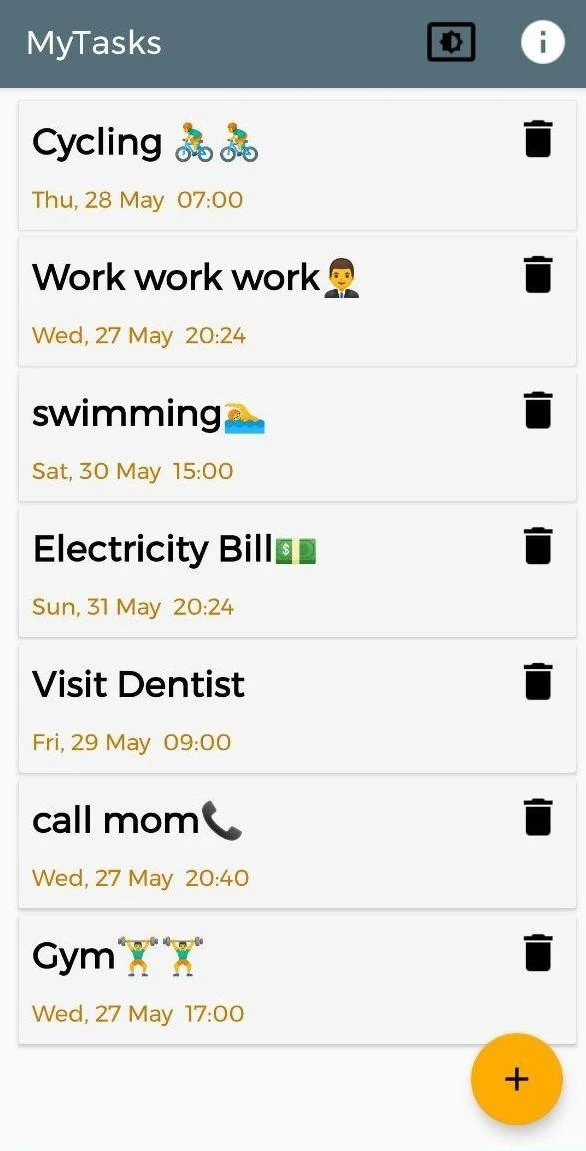 MyTasks
Cycling 🚴‍♂️🚴‍♂️
Thu, 28 May 07:00
Work work work👨‍💼
Wed, 27 May 20:24
swimming🏊‍♂️
Sat, 30 May 15:00
Electricity Bill💵
Sun, 31 May 20:24
Visit Dentist
Fri, 29 May 09:00
call mom📞
Wed, 27 May 20:40
Gym🏋️‍♂️🏋️‍♂️
Wed, 27 May 17:00
+